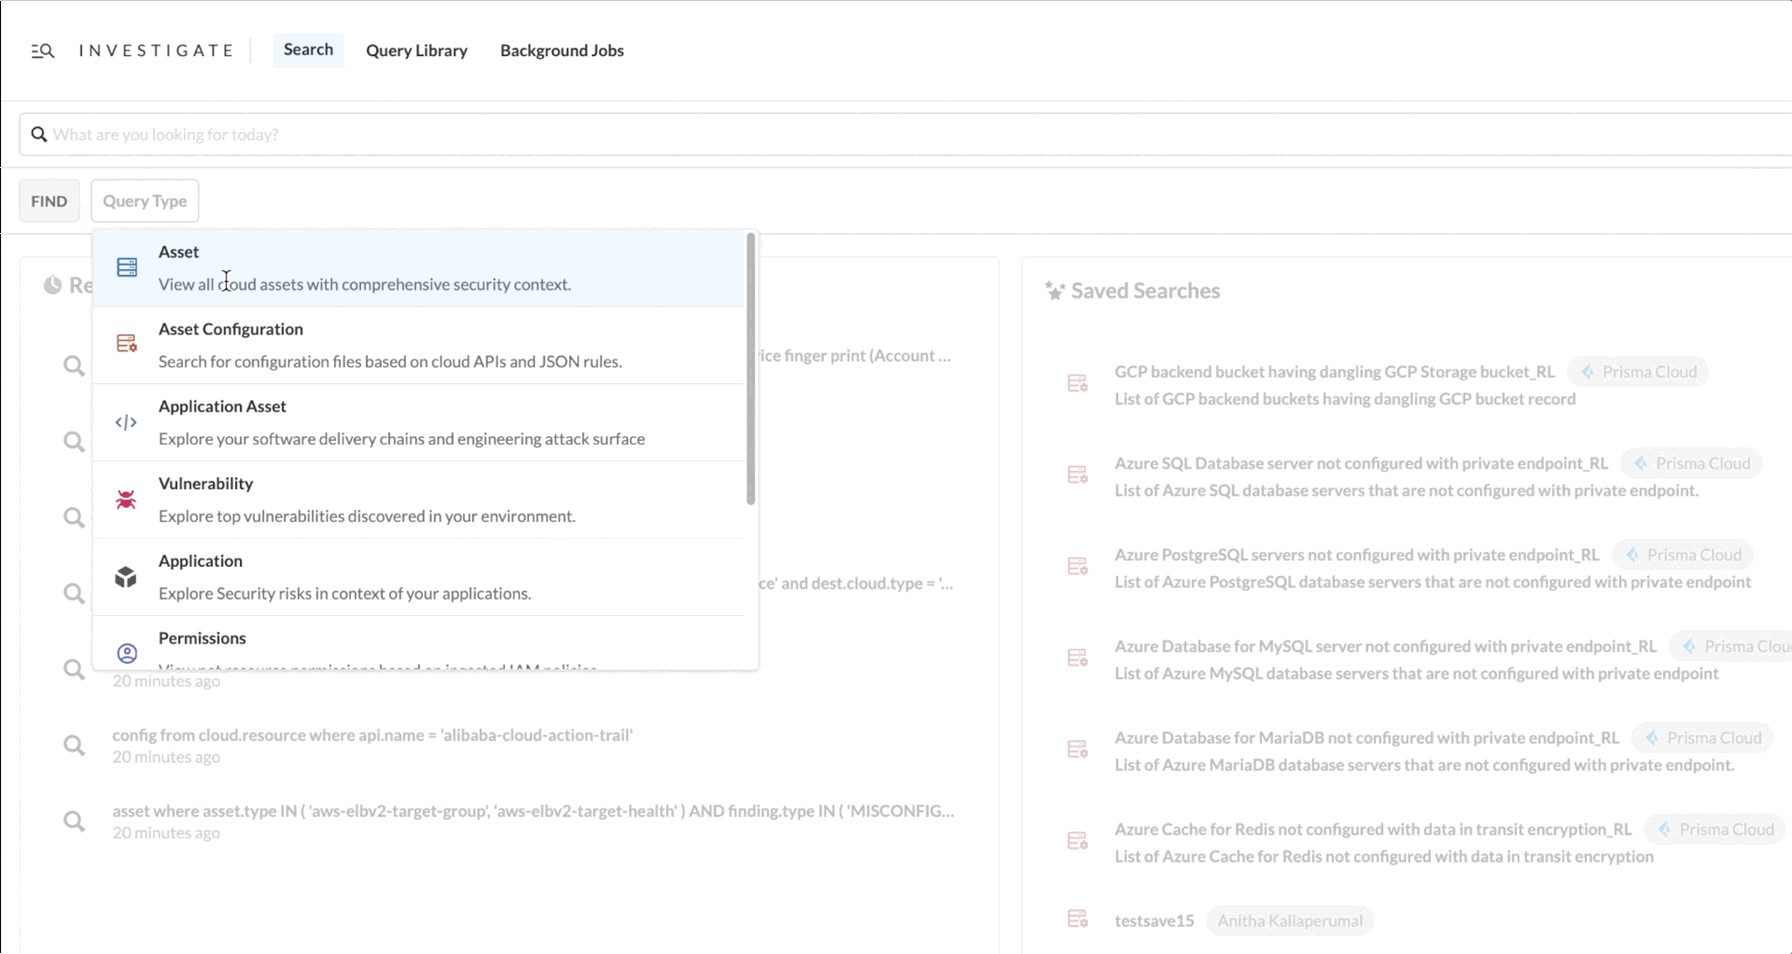 INVESTIGATE
Search
Query Library
Background Jobs
What are you looking for today?
FIND
Query Type
Asset
View all cloud assets with comprehensive security context.
Asset Configuration
Search for configuration files based on cloud APIs and JSON rules.
Application Asset
Explore your software delivery chains and engineering attack surface
Vulnerability
Explore top vulnerabilities discovered in your environment.
Application
Explore Security risks in context of your applications.
Permissions
Re
ice finger print (Account ...
ce' and dest.cloud.type = '...
20 minutes ago
config from cloud.resource where api.name = 'alibaba-cloud-action-trail'
20 minutes ago
asset where asset.type IN ( 'aws-elbv2-target-group', 'aws-elbv2-target-health' ) AND finding.type IN ( 'MISCONFIG...
20 minutes ago
Saved Searches
GCP backend bucket having dangling GCP Storage bucket_RL Prisma Cloud
List of GCP backend buckets having dangling GCP bucket record
Azure SQL Database server not configured with private endpoint_RL Prisma Cloud
List of Azure SQL database servers that are not configured with private endpoint.
Azure PostgreSQL servers not configured with private endpoint_RL Prisma Cloud
List of Azure PostgreSQL database servers that are not configured with private endpoint
Azure Database for MySQL server not configured with private endpoint_RL Prisma Clou
List of Azure MySQL database servers that are not configured with private endpoint
Azure Database for MariaDB not configured with private endpoint_RL Prisma Cloud
List of Azure MariaDB database servers that are not configured with private endpoint.
Azure Cache for Redis not configured with data in transit encryption_RL Prisma Cloud
List of Azure Cache for Redis not configured with data in transit encryption
testsave15 Anitha Kaliaperumal